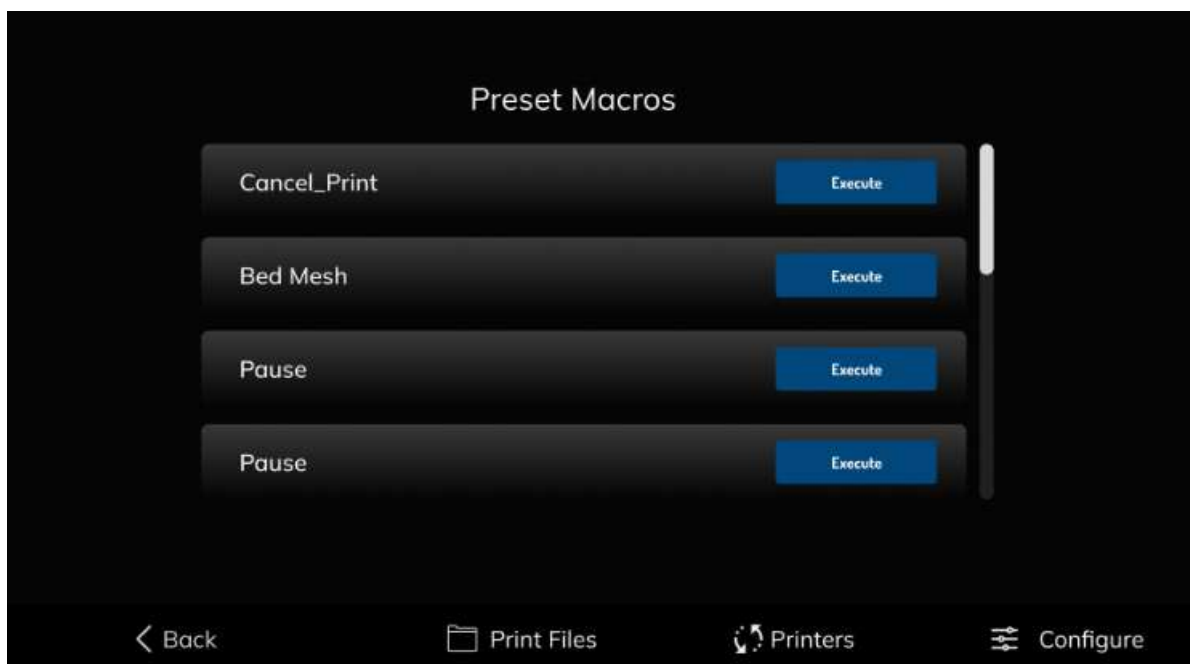 Preset Macros
Cancel_Print Execute
Bed Mesh Execute
Pause Execute
Pause Execute
Back Print Files Printers Configure